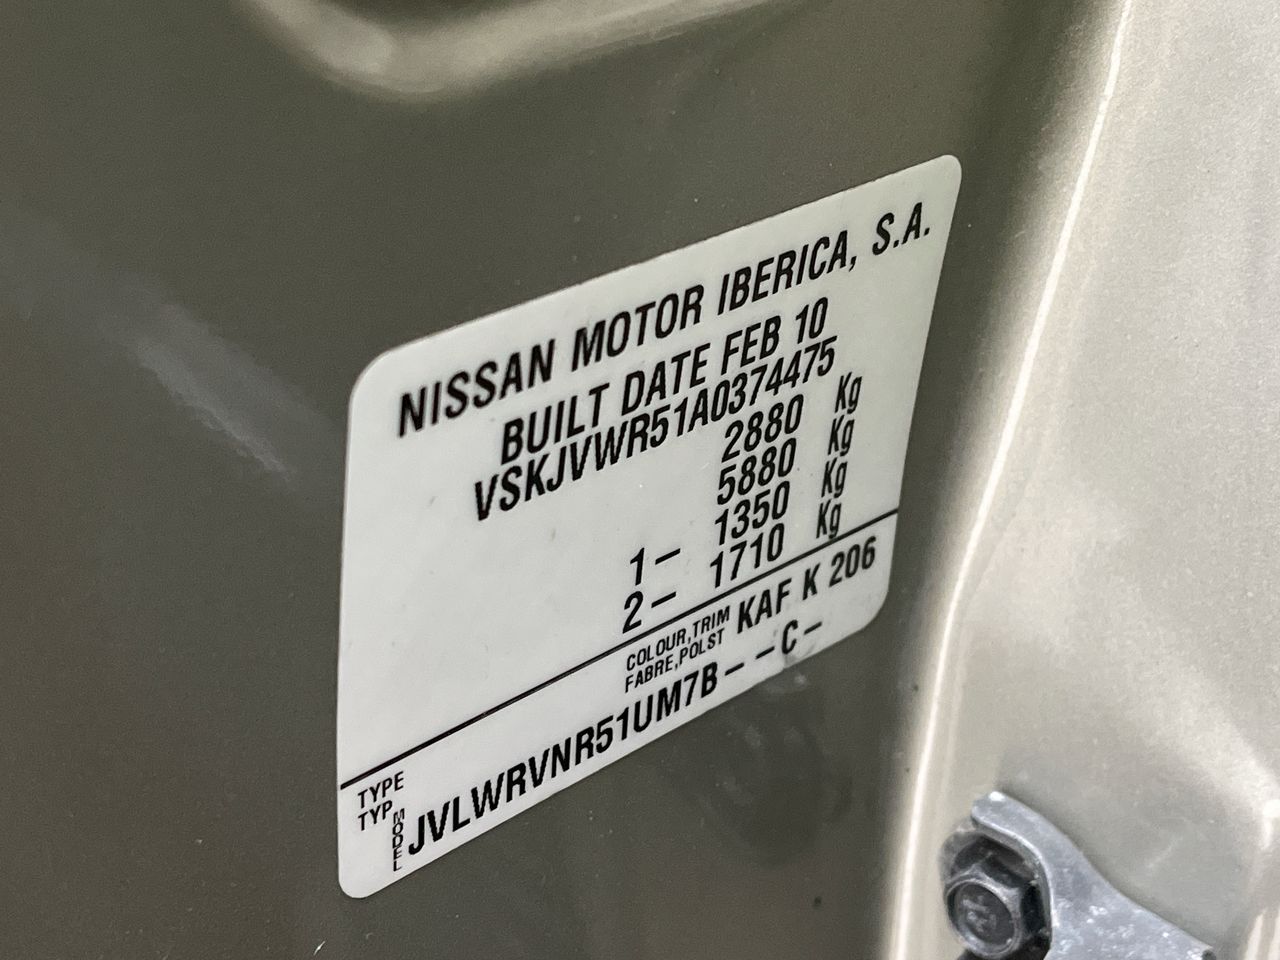 NISSAN MOTOR IBERICA, S.A.
BUILT DATE FEB 10
VSKJVWR51A0374475
2880 Kg
5880 Kg
1 - 1350 Kg
2 - 1710 Kg
COLOUR,TRIM
FABRE,POLST
KAF K 206
TYPE
TYP
MODEL
JVLWRVNR51UM7B - - C -